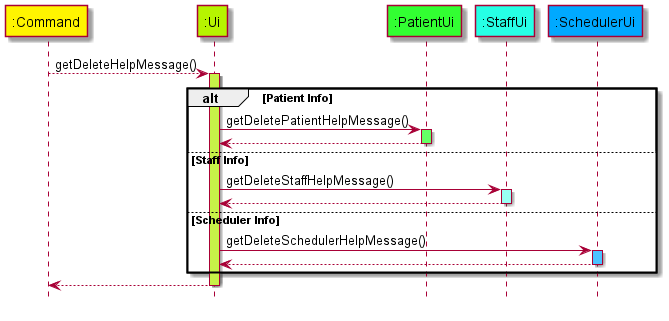 :Command :Ui :PatientUi :StaffUi :SchedulerUi
getDeleteHelpMessage()
alt [Patient Info]
getDeletePatientHelpMessage()
[Staff Info]
getDeleteStaffHelpMessage()
[Scheduler Info]
getDeleteSchedulerHelpMessage()